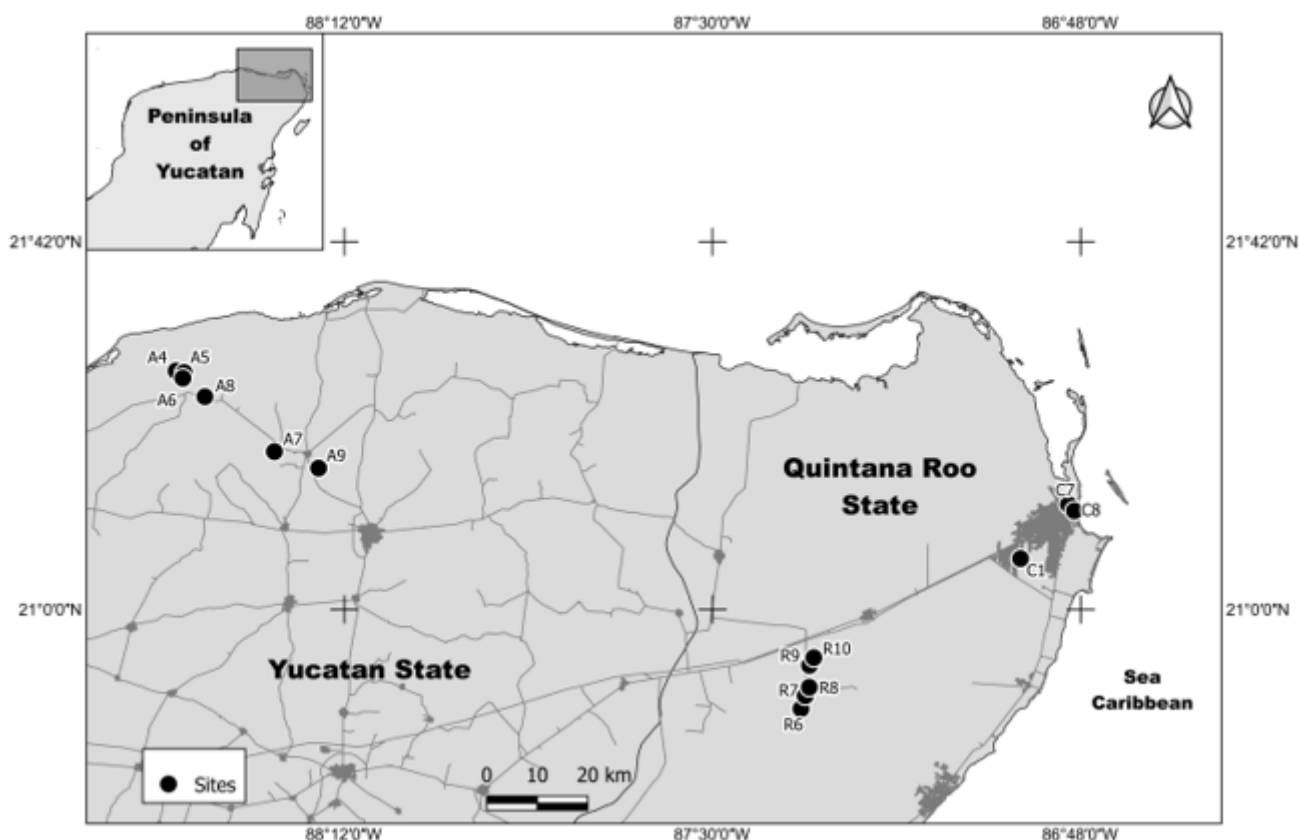 88°12'0"W
87°30'0"W
86°48'0"W
Peninsula
of
Yucatan
21°42'0"N
21°42'0"N
A4
A5
A6
A8
A7
A9
Quintana Roo
State
C7
C8
C1
21°0'0"N
21°0'0"N
R9
R10
Yucatan State
Sea
Caribbean
R7
R8
R6
Sites
0 10 20 km
88°12'0"W
87°30'0"W
86°48'0"W